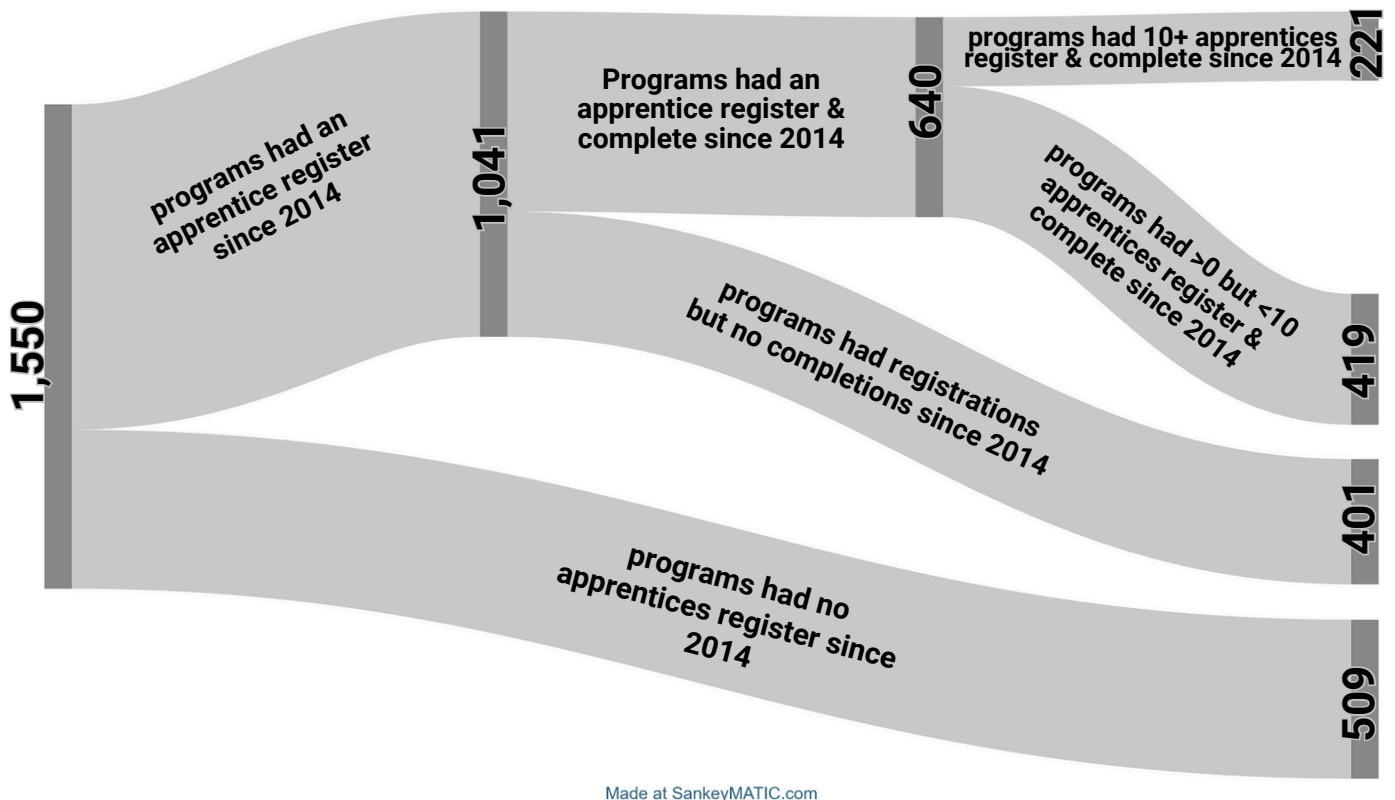 1,550
programs had an
apprentice register
since 2014
1,041
Programs had an
apprentice register &
complete since 2014
640
programs had 10+ apprentices
register & complete since 2014
221
programs had >0 but <10
apprentices register &
complete since 2014
419
programs had registrations
but no completions since 2014
401
programs had no
apprentices register since
2014
509
Made at SankeyMATIC.com